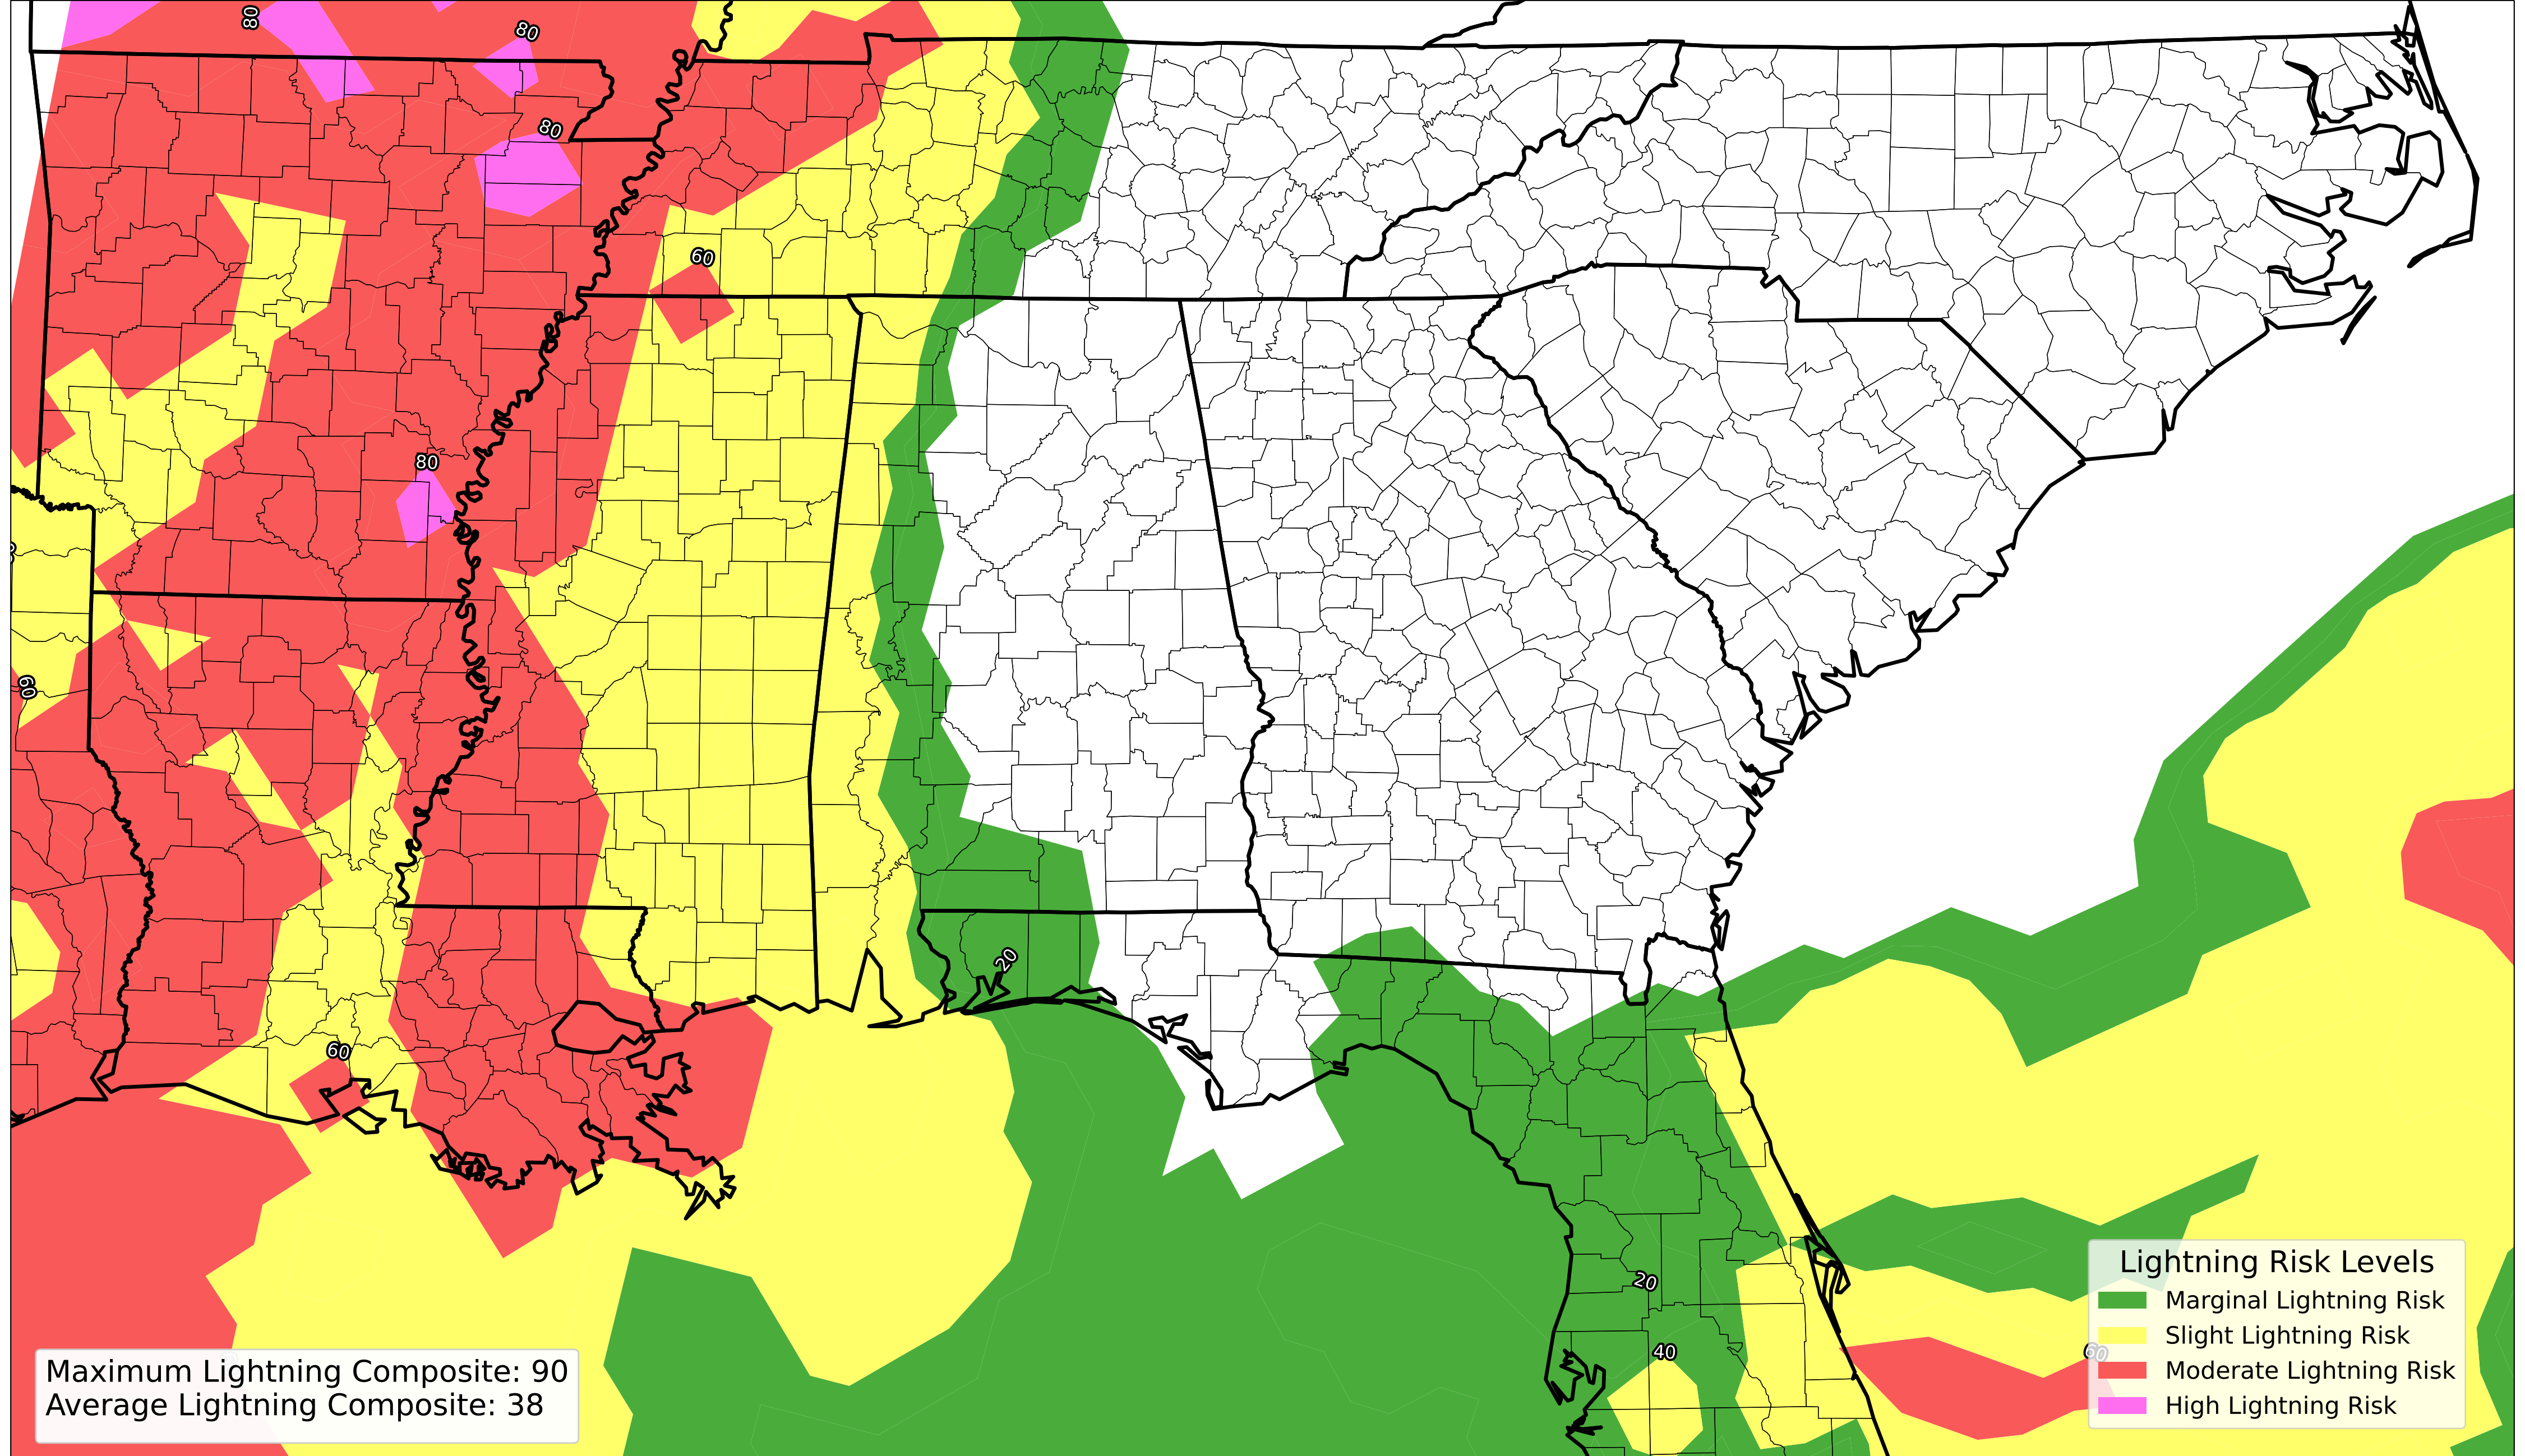 80
80
80
60
80
60
20
60
20
40
60
Maximum Lightning Composite: 90
Average Lightning Composite: 38
Lightning Risk Levels
Marginal Lightning Risk
Slight Lightning Risk
Moderate Lightning Risk
High Lightning Risk